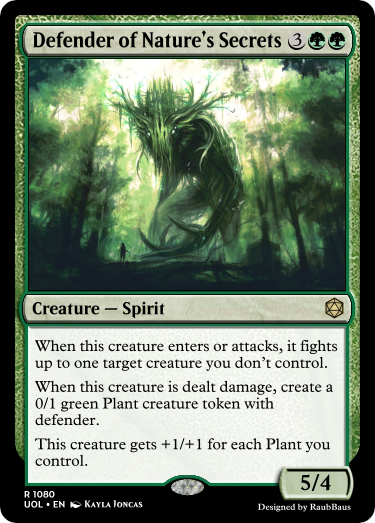 Defender of Nature's Secrets 3
Creature — Spirit
When this creature enters or attacks, it fights
up to one target creature you don't control.
When this creature is dealt damage, create a
0/1 green Plant creature token with
defender.
This creature gets +1/+1 for each Plant you
control.
5/4
R 1080
UOL • EN Kayla Joncas
Designed by RaubBaus